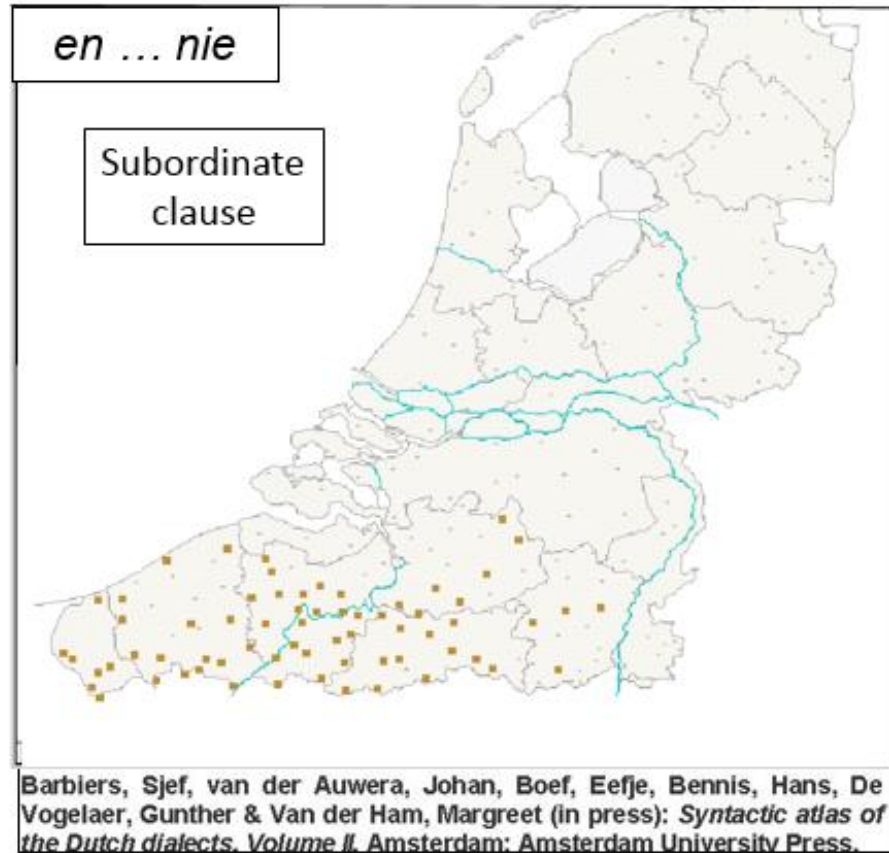 en … nie
Subordinate
clause
Barbiers, Sjef, van der Auwera, Johan, Boef, Eefje, Bennis, Hans, De
Vogelaer, Gunther & Van der Ham, Margreet (in press): Syntactic atlas of
the Dutch dialects. Volume II. Amsterdam: Amsterdam University Press.